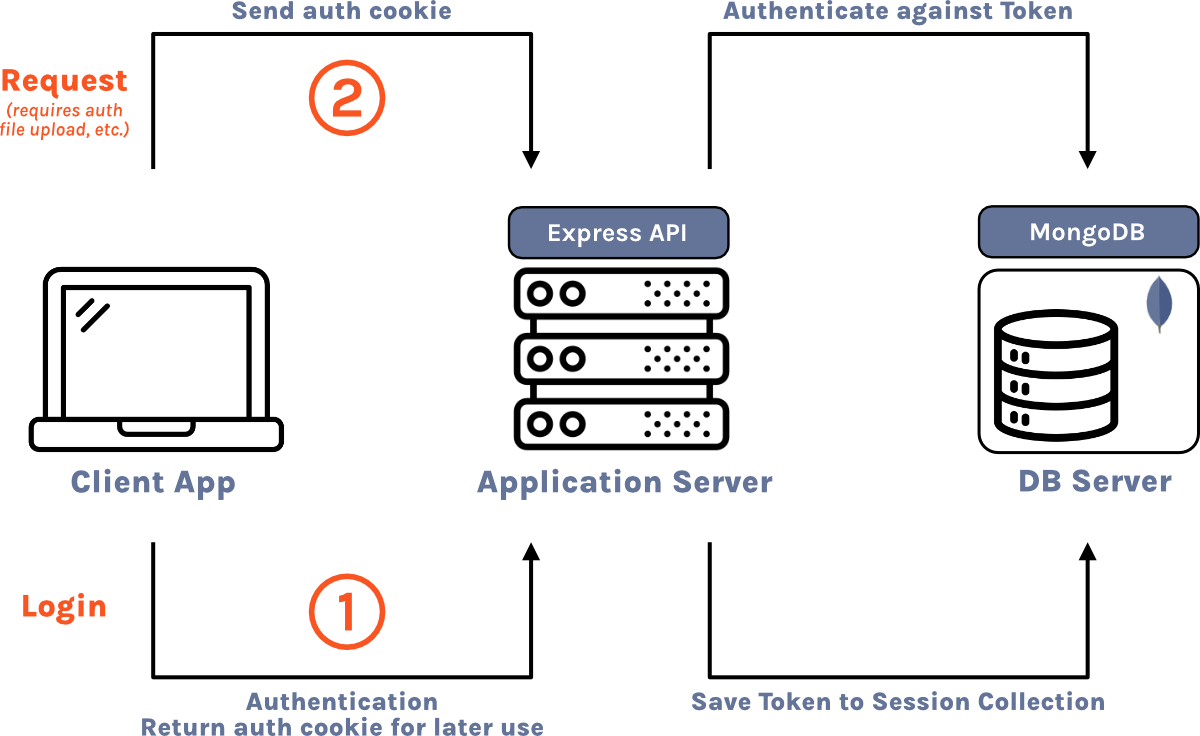 Send auth cookie
Authenticate against Token
Request
(requires auth
file upload, etc.)
2
Express API
MongoDB
Client App
Application Server
DB Server
Login
1
Authentication
Return auth cookie for later use
Save Token to Session Collection